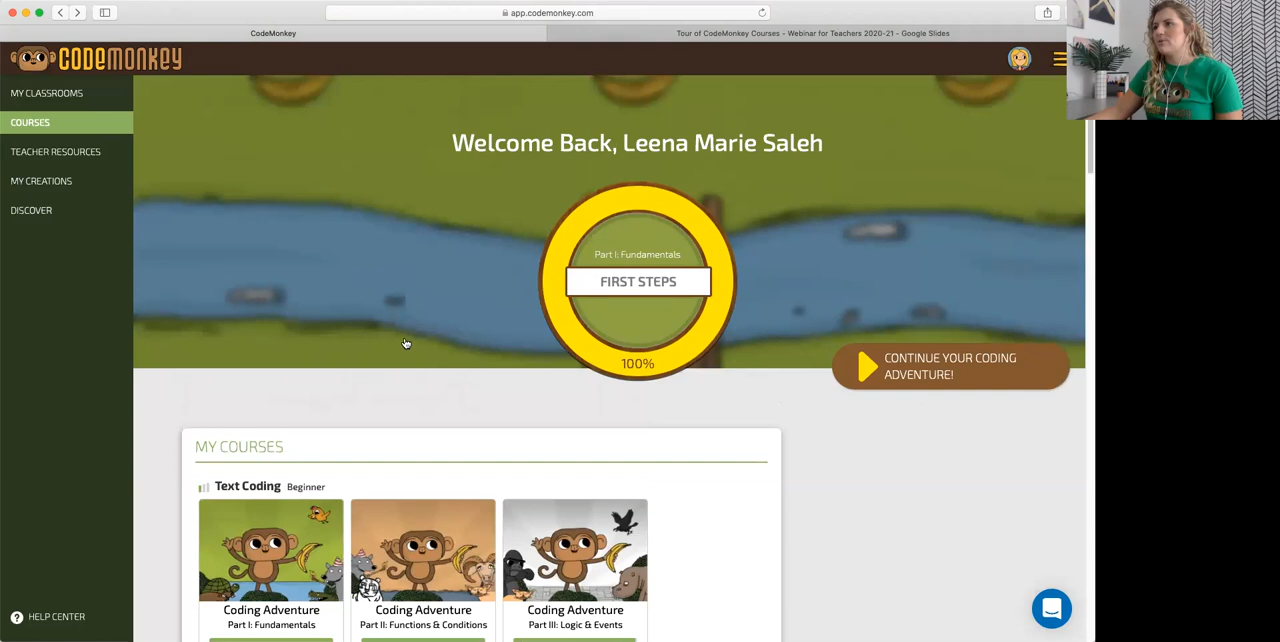 app.codemonkey.com
CodeMonkey
Tour of CodeMonkey Courses - Webinar for Teachers 2020-21 - Google Slides
CODEMONKEY
MY CLASSROOMS
COURSES
TEACHER RESOURCES
MY CREATIONS
DISCOVER
Welcome Back, Leena Marie Saleh
Part I: Fundamentals
FIRST STEPS
100%
CONTINUE YOUR CODING
ADVENTURE!
MY COURSES
Text Coding Beginner
Coding Adventure
Part I: Fundamentals
Coding Adventure
Part II: Functions & Conditions
Coding Adventure
Part III: Logic & Events
? HELP CENTER